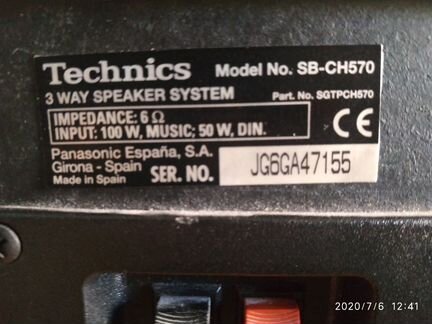 Technics Model No. SB-CH570
3 WAY SPEAKER SYSTEM Part. No. SGTPCH570
IMPEDANCE: 6 Ω
INPUT: 100 W, MUSIC; 50 W, DIN. CE
Panasonic España, S.A.
Girona - Spain
Made in Spain SER. NO. JG6GA47155
2020/7/6 12:41